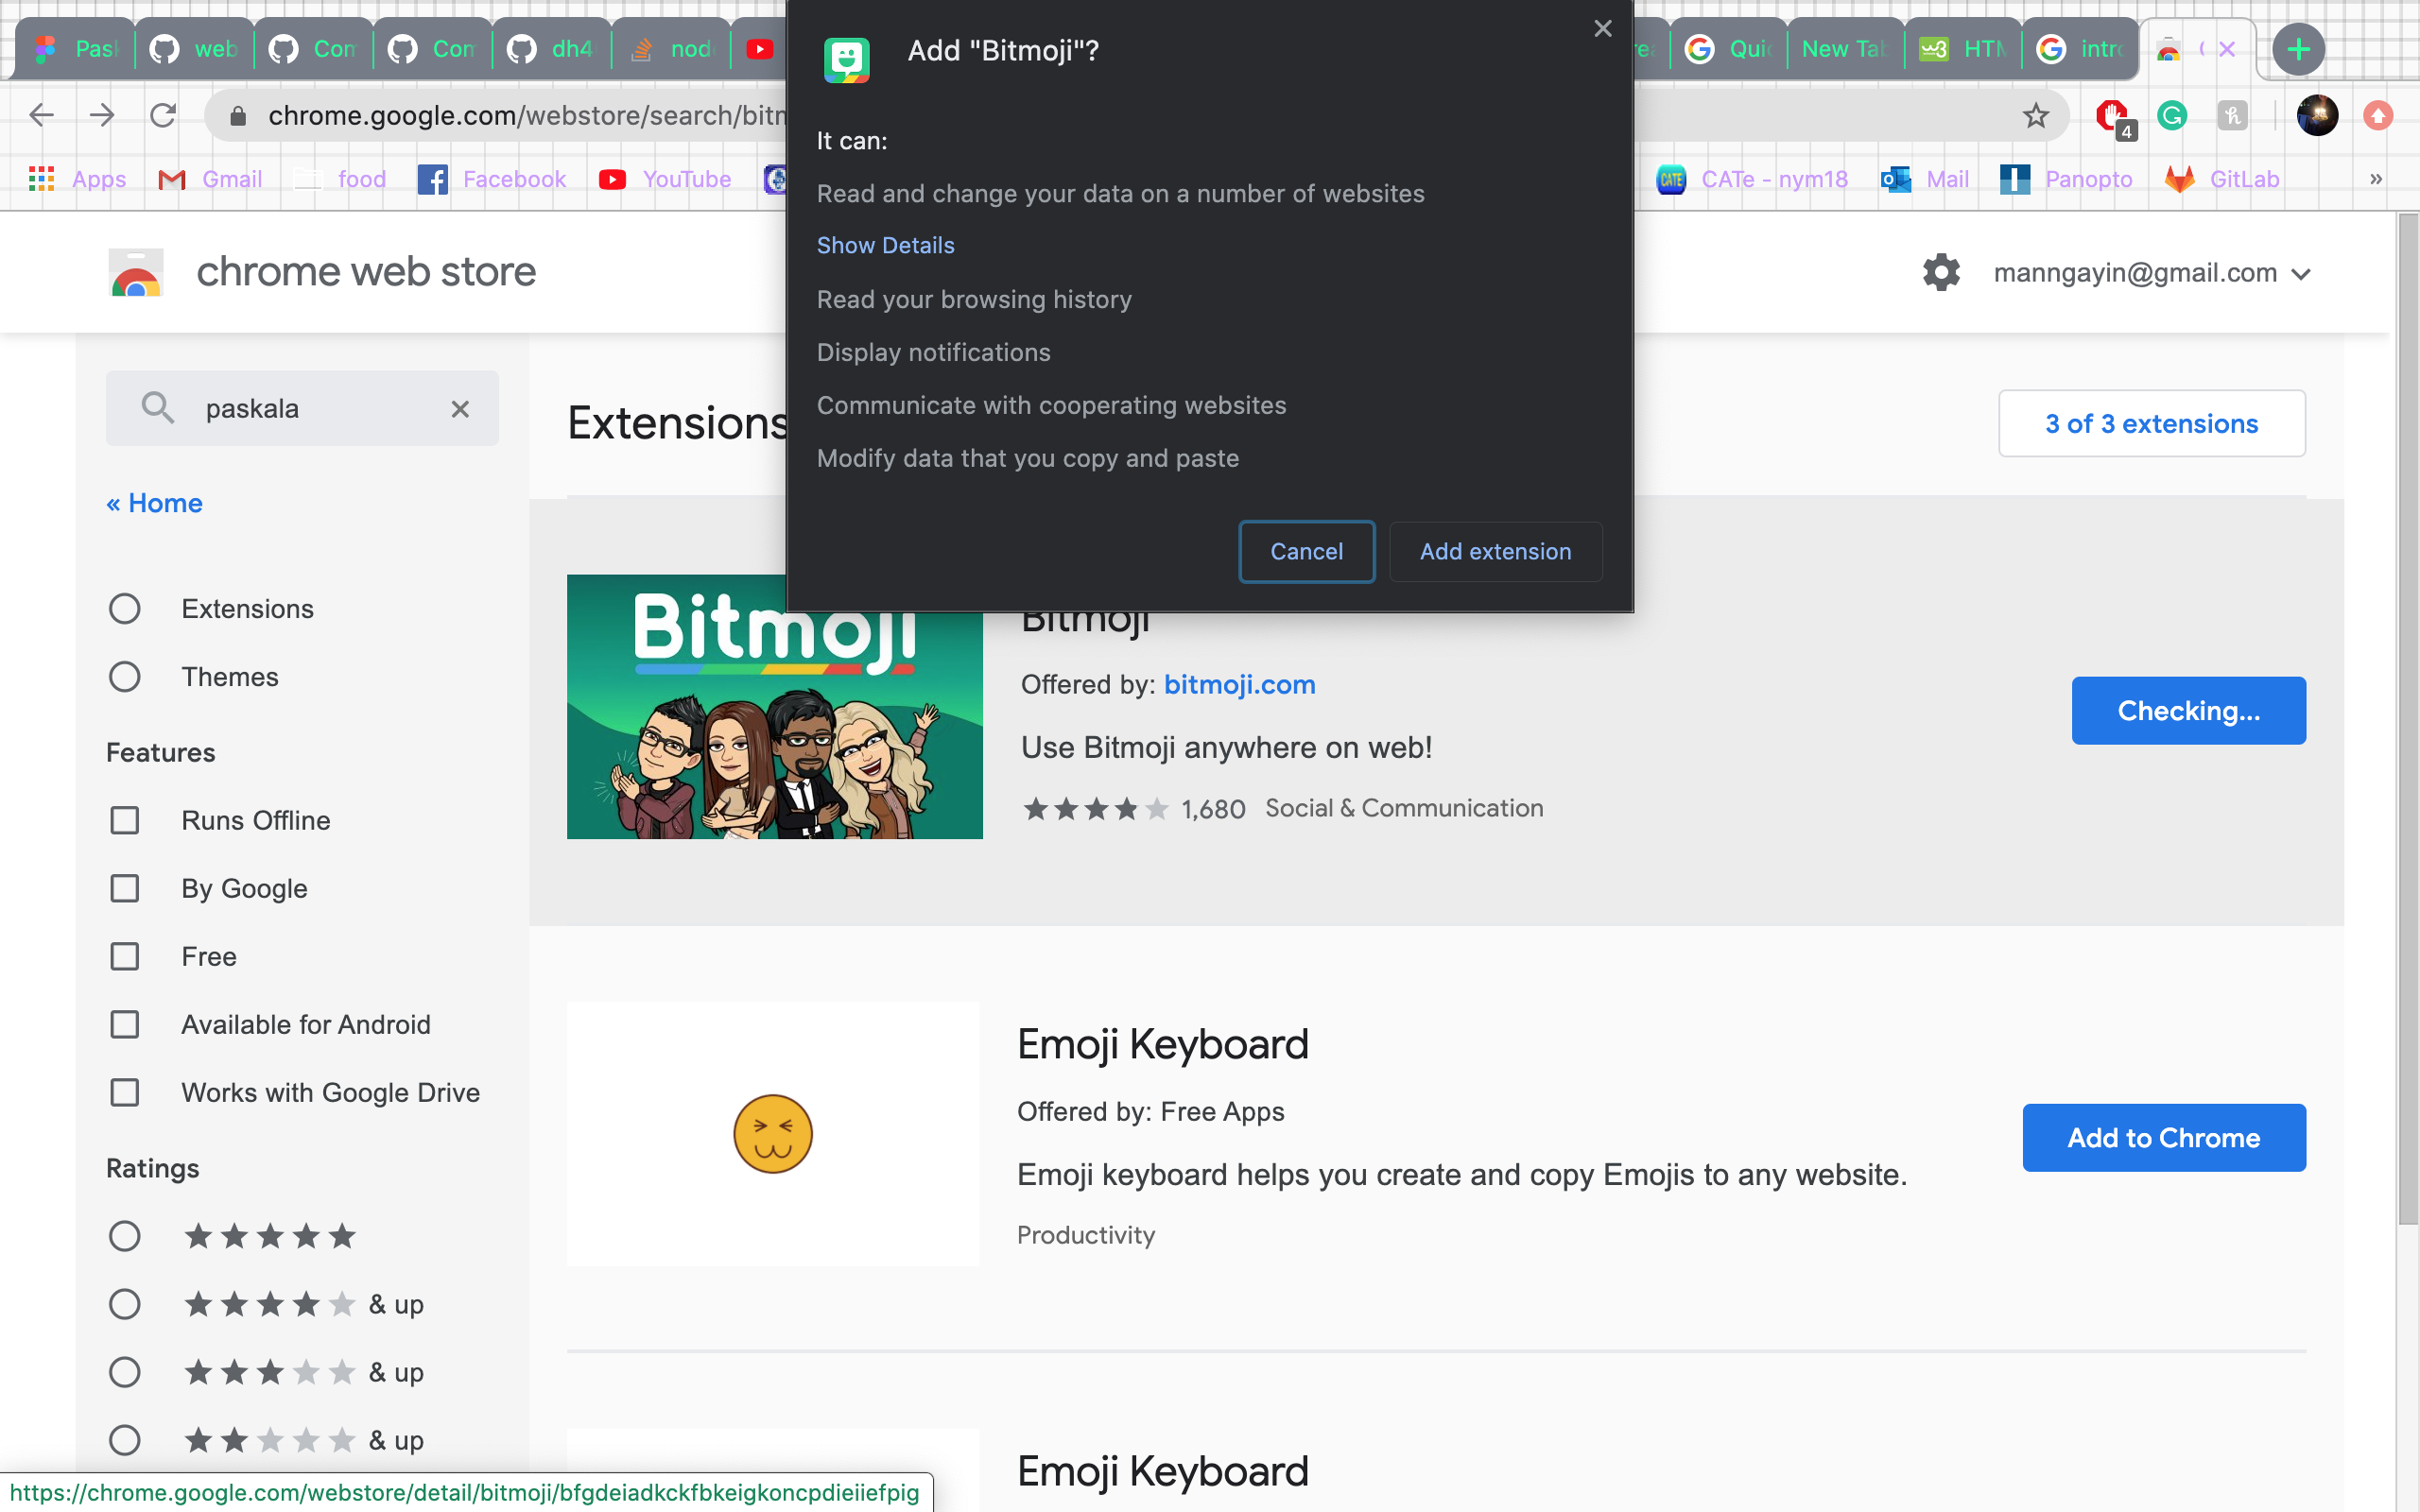 Pask
web
Com
Com
dh4
nod
Quic
New Tab
HTM
intro
Add "Bitmoji"?
chrome.google.com/webstore/search/bitm
4
It can:
Read and change your data on a number of websites
Show Details
Read your browsing history
Display notifications
Communicate with cooperating websites
Modify data that you copy and paste
Cancel
Add extension
Apps
Gmail
food
Facebook
YouTube
CATe - nym18
Mail
Panopto
GitLab
»
chrome web store
manngayin@gmail.com
paskala
Extensions
3 of 3 extensions
« Home
Extensions
Themes
Features
Runs Offline
By Google
Free
Available for Android
Works with Google Drive
Ratings
& up
& up
& up
Bitmoji
Bitmoji
Offered by: bitmoji.com
Use Bitmoji anywhere on web!
1,680 Social & Communication
Checking...
Emoji Keyboard
Offered by: Free Apps
Emoji keyboard helps you create and copy Emojis to any website.
Productivity
Add to Chrome
Emoji Keyboard
https://chrome.google.com/webstore/detail/bitmoji/bfgdeiadkckfbkeigkoncpdieiiefpig